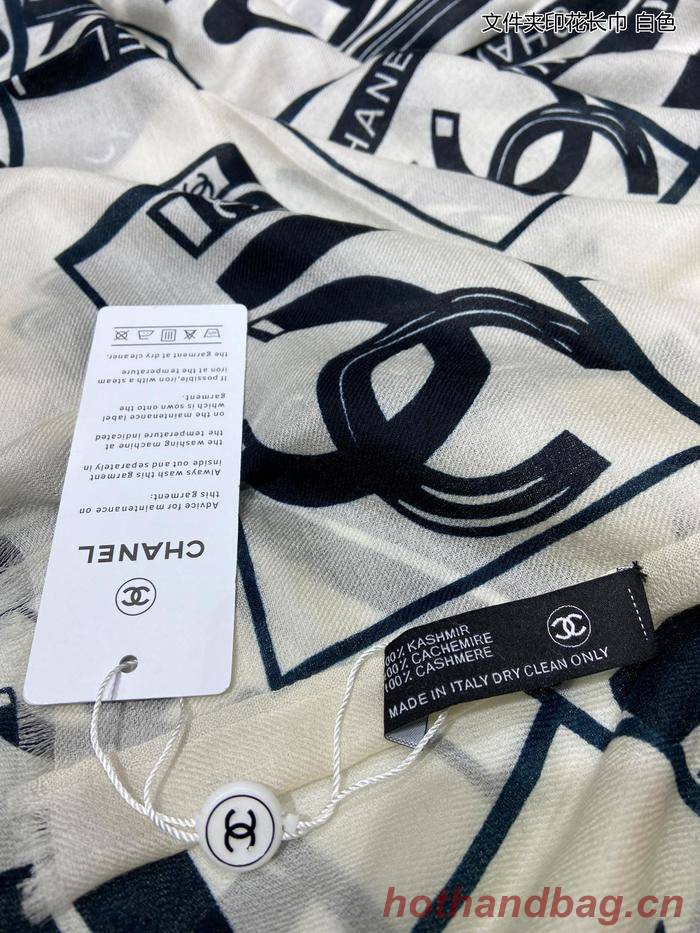 文件夹印花长巾 白色
CHANEL
CHANEL
Advice for maintenance on
this garment:
Always wash this garment
inside out and separately in
the washing machine at
the temperature indicated
on the maintenance label
which is sown onto the
garment.
If possible,iron with a steam
iron at the temperature
the garment at dry cleaner.
100% KASHMIR
100% CACHEMIRE
100% CASHMERE
MADE IN ITALY DRY CLEAN ONLY
hothandbag.cn